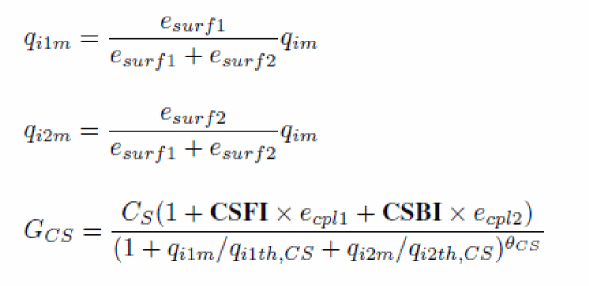 q_{i1m} = \frac{e_{surf1}}{e_{surf1} + e_{surf2}} q_{im}
q_{i2m} = \frac{e_{surf2}}{e_{surf1} + e_{surf2}} q_{im}
G_{CS} = \frac{C_S(1 + \mathbf{CSFI} \times e_{cpl1} + \mathbf{CSBI} \times e_{cpl2})}{(1 + q_{i1m}/q_{i1th,CS} + q_{i2m}/q_{i2th,CS})^{\theta_{CS}}}